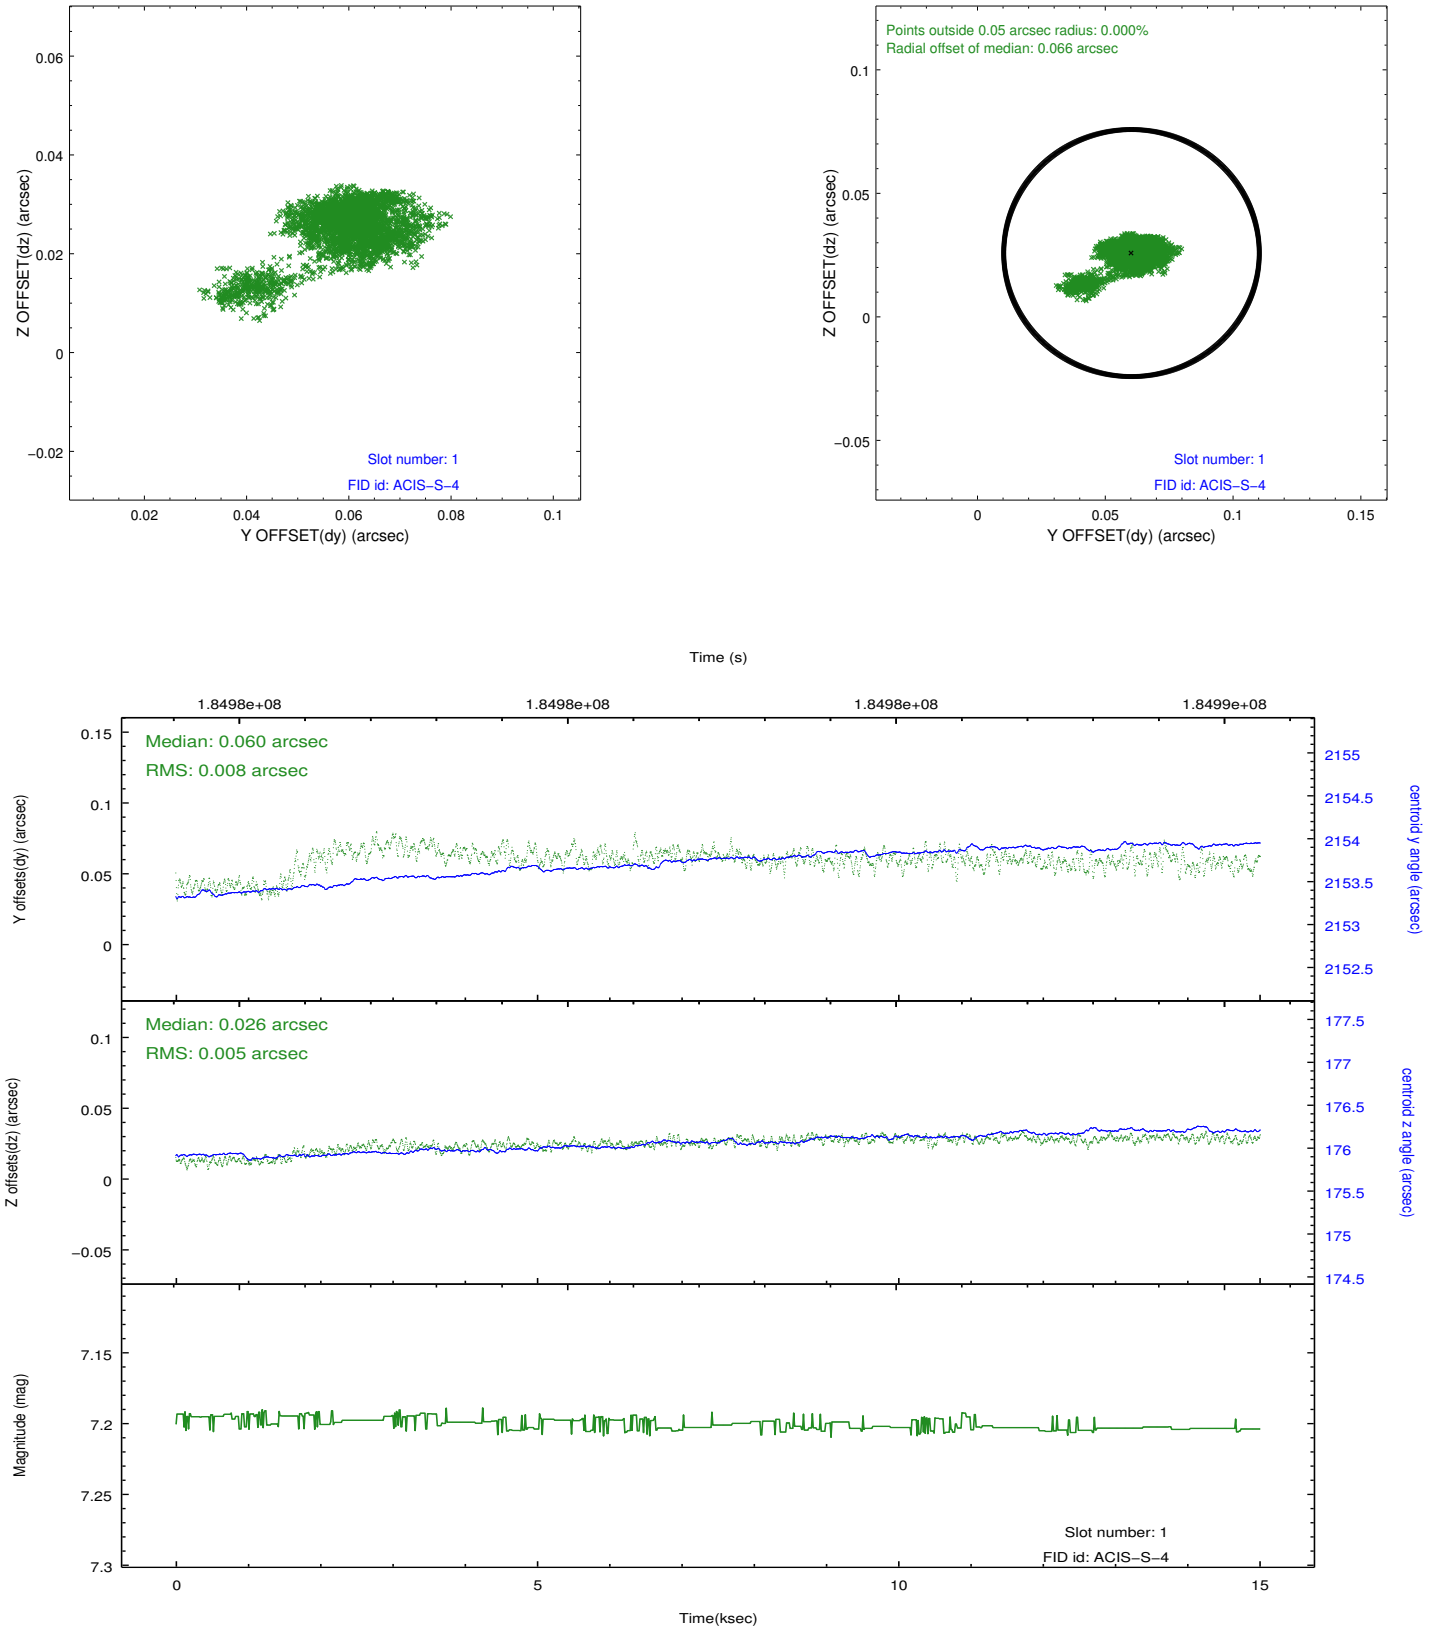 0.06
0.04
0.02
0
−0.02
Z OFFSET(dz) (arcsec)
Slot number: 1
FID id: ACIS−S−4
0.02 0.04 0.06 0.08 0.1
Y OFFSET(dy) (arcsec)
Points outside 0.05 arcsec radius: 0.000%
Radial offset of median: 0.066 arcsec
0.1
0.05
0
−0.05
Z OFFSET(dz) (arcsec)
Slot number: 1
FID id: ACIS−S−4
0 0.05 0.1 0.15
Y OFFSET(dy) (arcsec)
Time (s)
1.8498e+08 1.8498e+08 1.8498e+08 1.8499e+08
Median: 0.060 arcsec
RMS: 0.008 arcsec
0.15
0.1
0.05
0
Y offsets(dy) (arcsec)
2155
2154.5
2154
2153.5
2153
2152.5
centroid y angle (arcsec)
Median: 0.026 arcsec
RMS: 0.005 arcsec
0.1
0.05
0
−0.05
Z offsets(dz) (arcsec)
177.5
177
176.5
176
175.5
175
174.5
centroid z angle (arcsec)
7.15
7.2
7.25
7.3
Magnitude (mag)
Slot number: 1
FID id: ACIS−S−4
0 5 10 15
Time(ksec)